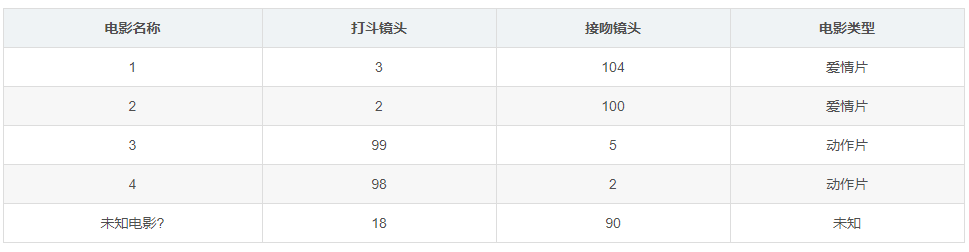 电影名称 打斗镜头 接吻镜头 电影类型
1 3 104 爱情片
2 2 100 爱情片
3 99 5 动作片
4 98 2 动作片
未知电影? 18 90 未知